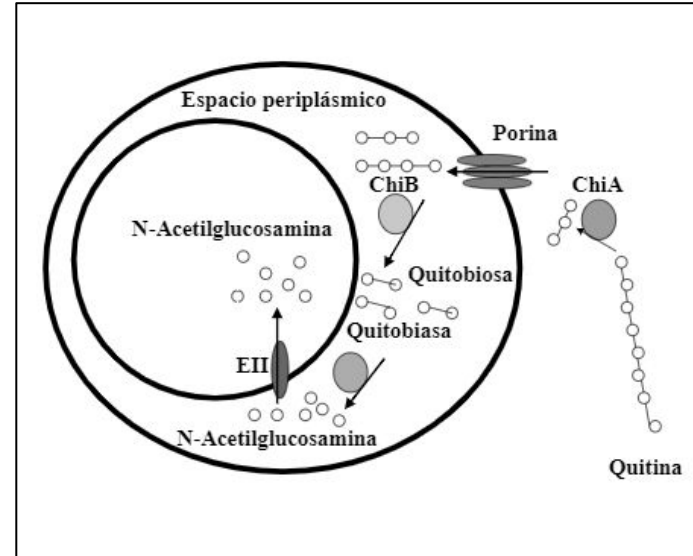 Espacio periplásmico
Porina
ChiB
ChiA
N-Acetilglucosamina
Quitobiosa
Quitobiasa
EII
N-Acetilglucosamina
Quitina